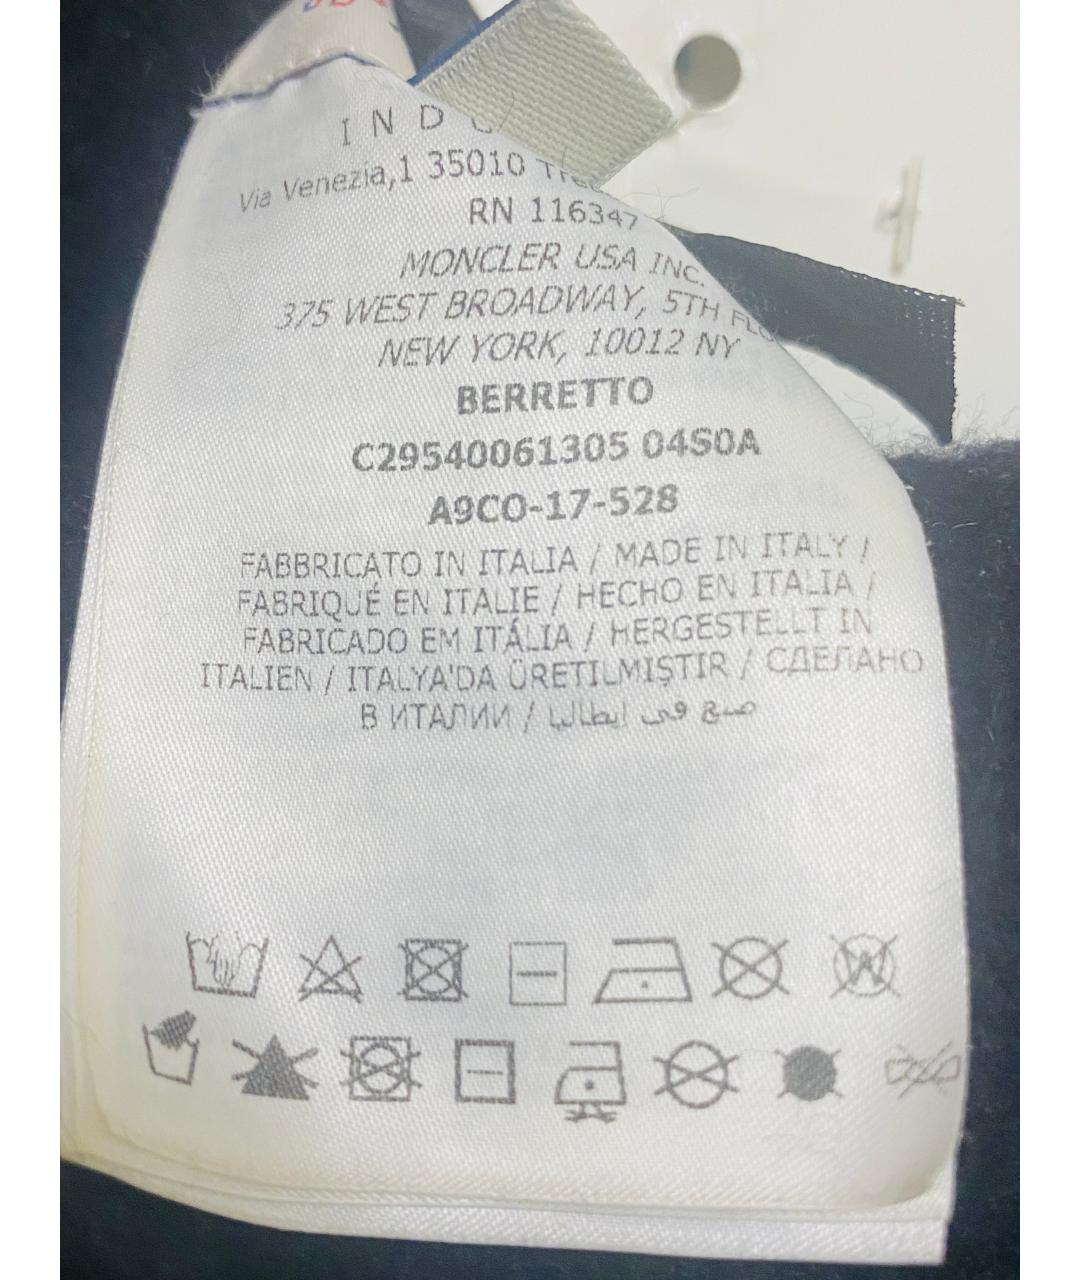 I N D
Via Venezia,1 35010
RN 116347
MONCLER USA INC.
375 WEST BROADWAY, 5TH
NEW YORK, 10012 NY
BERRETTO
C29540061305 04S0A
A9CO-17-528
FABBRICATO IN ITALIA / MADE IN ITALY /
FABRIQUÉ EN ITALIE / HECHO EN ITALIA /
FABRICADO EM ITÁLIA / HERGESTELLT IN
ITALIEN / ITALYA'DA ÜRETILMIŞTIR / СДЕЛАНО
В ИТАЛИИ / صنع في ايطاليا
W